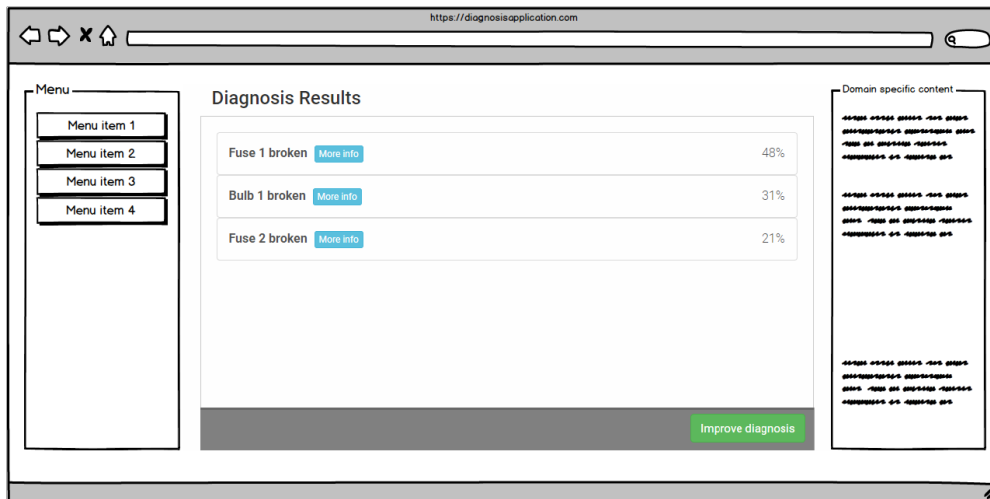 https://diagnosisapplication.com
Menu
Menu item 1
Menu item 2
Menu item 3
Menu item 4
Diagnosis Results
Fuse 1 broken More info 48%
Bulb 1 broken More info 31%
Fuse 2 broken More info 21%
Improve diagnosis
Domain specific content